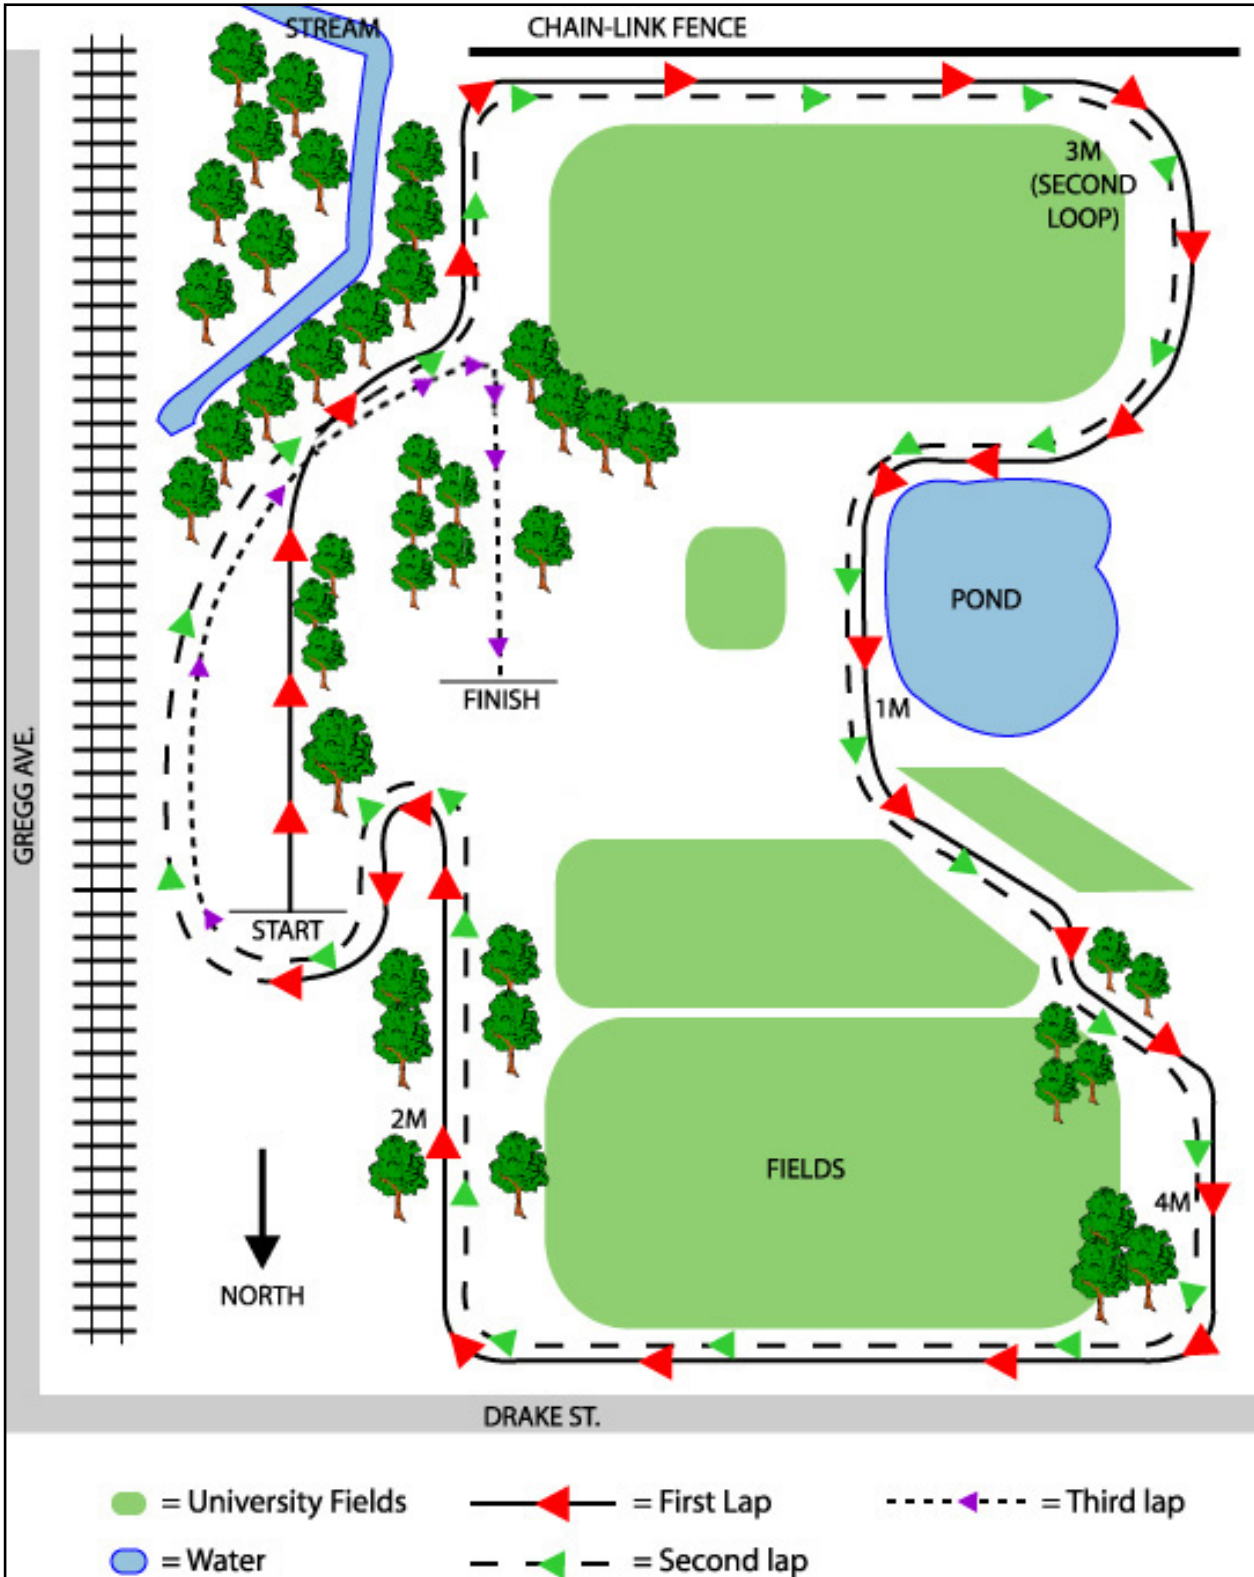 STREAM
CHAIN-LINK FENCE
3M
(SECOND
LOOP)
POND
FINISH
1M
GREGG AVE.
START
2M
FIELDS
4M
NORTH
DRAKE ST.
= University Fields
= First Lap
= Third lap
= Water
= Second lap